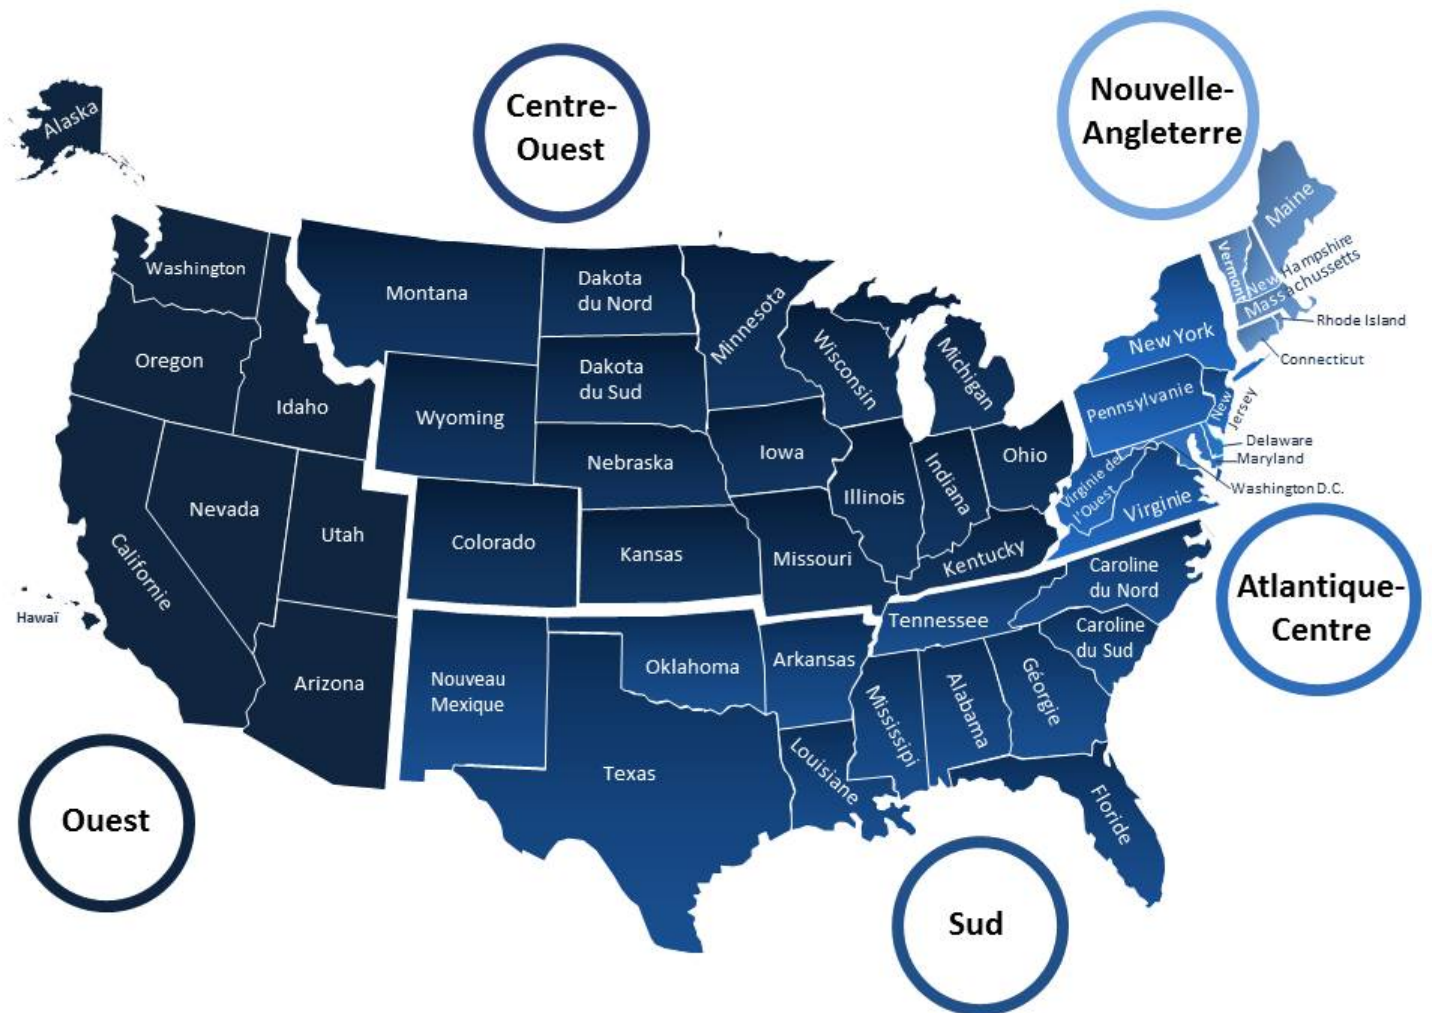 Centre-
Ouest
Nouvelle-
Angleterre
Alaska
Maine
Vermont
New Hampshire
Massachussetts
Rhode Island
Connecticut
Washington
Montana
Dakota
du Nord
Minnesota
Wisconsin
Michigan
New York
Oregon
Idaho
Wyoming
Dakota
du Sud
Pennsylvanie
New Jersey
Delaware
Maryland
Washington D.C.
Nebraska
Iowa
Illinois
Indiana
Ohio
Virginie de
l'Ouest
Virginie
Nevada
Utah
Californie
Colorado
Kansas
Missouri
Kentucky
Caroline
du Nord
Atlantique-
Centre
Hawaï
Tennessee
Caroline
du Sud
Arizona
Nouveau
Mexique
Oklahoma
Arkansas
Mississipi
Alabama
Géorgie
Texas
Louisiane
Floride
Ouest
Sud